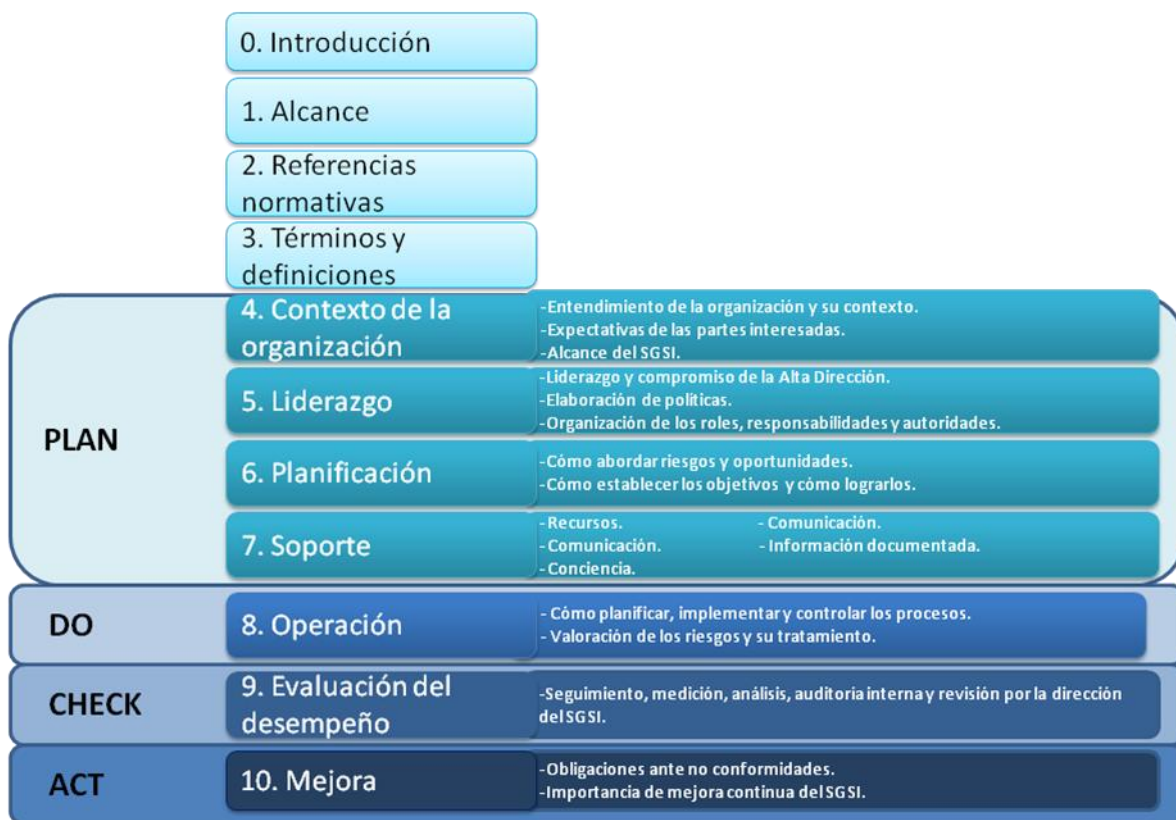 0. Introducción
1. Alcance
2. Referencias
normativas
3. Términos y
definiciones
PLAN
4. Contexto de la
organización
-Entendimiento de la organización y su contexto.
-Expectativas de las partes interesadas.
-Alcance del SGSI.
5. Liderazgo
-Liderazgo y compromiso de la Alta Dirección.
-Elaboración de políticas.
-Organización de los roles, responsabilidades y autoridades.
6. Planificación
-Cómo abordar riesgos y oportunidades.
-Cómo establecer los objetivos y cómo lograrlos.
7. Soporte
-Recursos.
-Comunicación.
-Conciencia.
- Comunicación.
- Información documentada.
DO
8. Operación
- Cómo planificar, implementar y controlar los procesos.
- Valoración de los riesgos y su tratamiento.
CHECK
9. Evaluación del
desempeño
-Seguimiento, medición, análisis, auditoría interna y revisión por la dirección
del SGSI.
ACT
10. Mejora
-Obligaciones ante no conformidades.
-Importancia de mejora continua del SGSI.